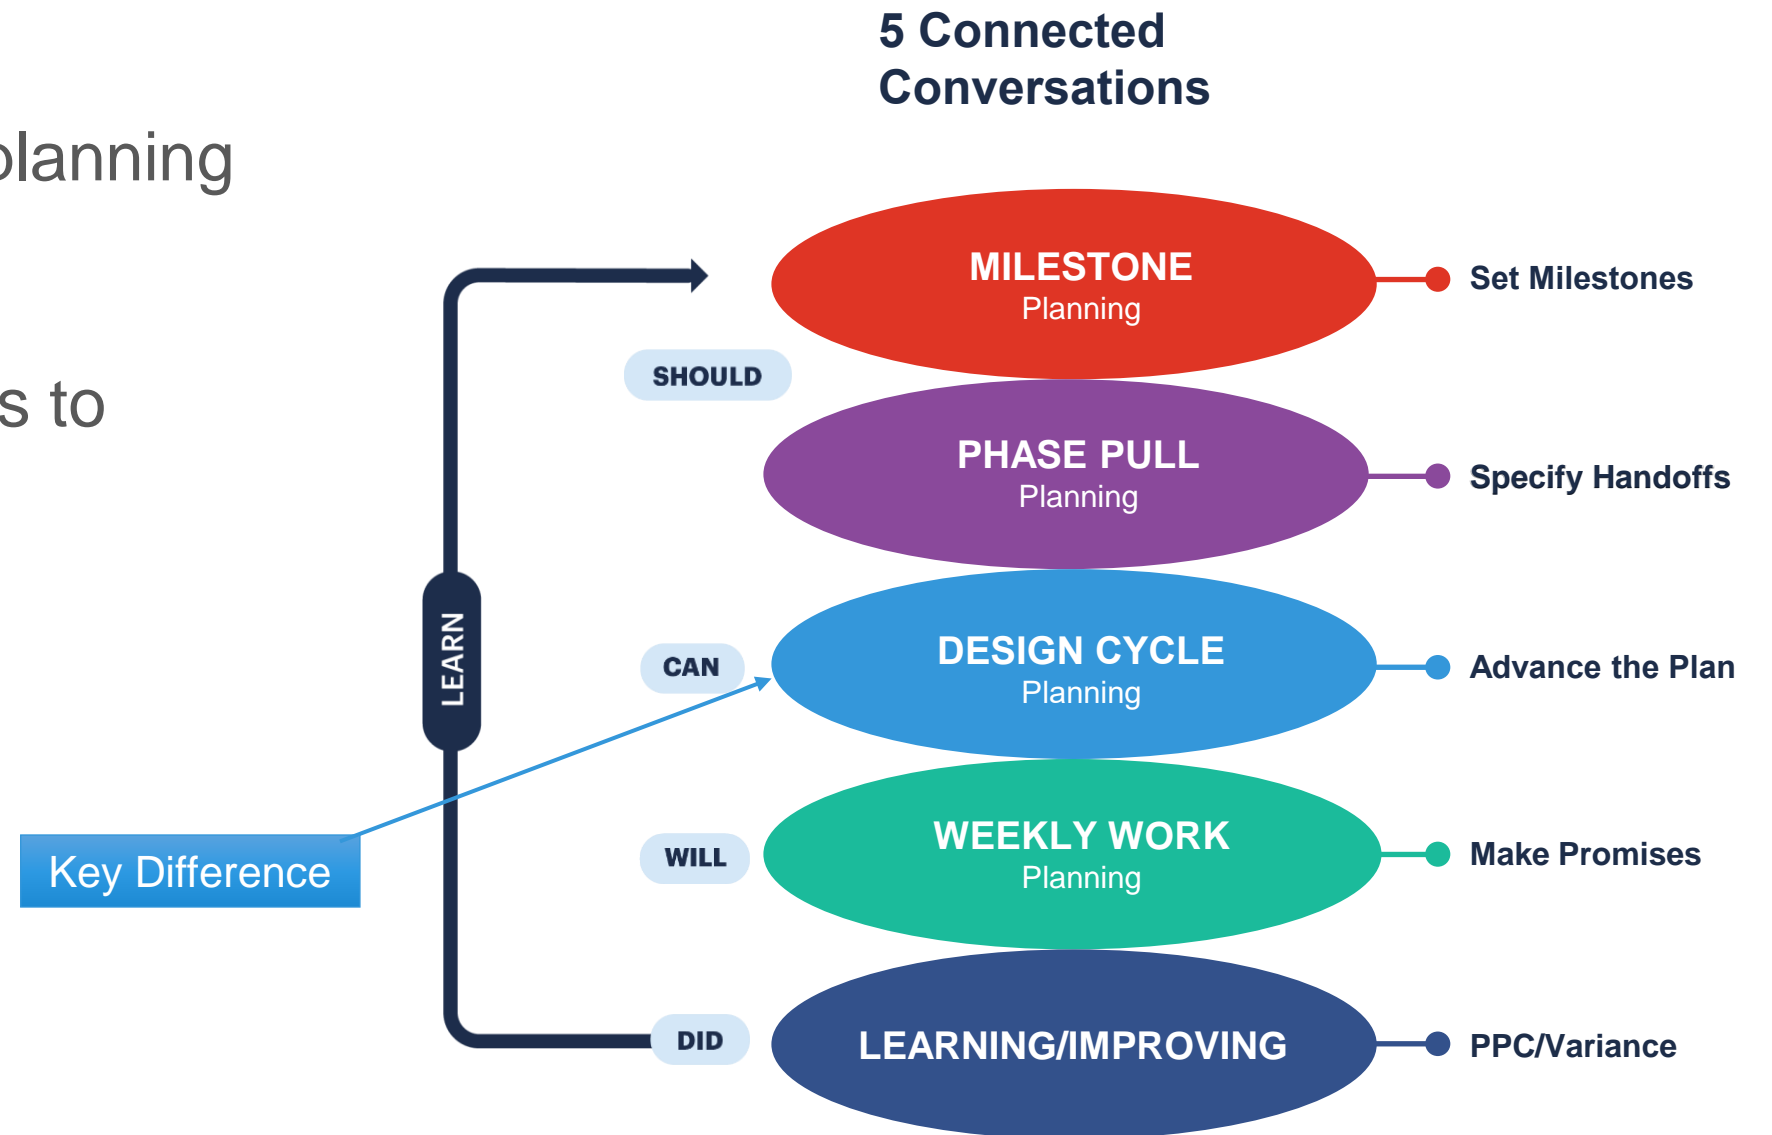 5 Connected
Conversations
planning
s to
MILESTONE
Planning
Set Milestones
SHOULD
PHASE PULL
Planning
Specify Handoffs
LEARN
CAN
DESIGN CYCLE
Planning
Advance the Plan
Key Difference
WILL
WEEKLY WORK
Planning
Make Promises
DID
LEARNING/IMPROVING
PPC/Variance